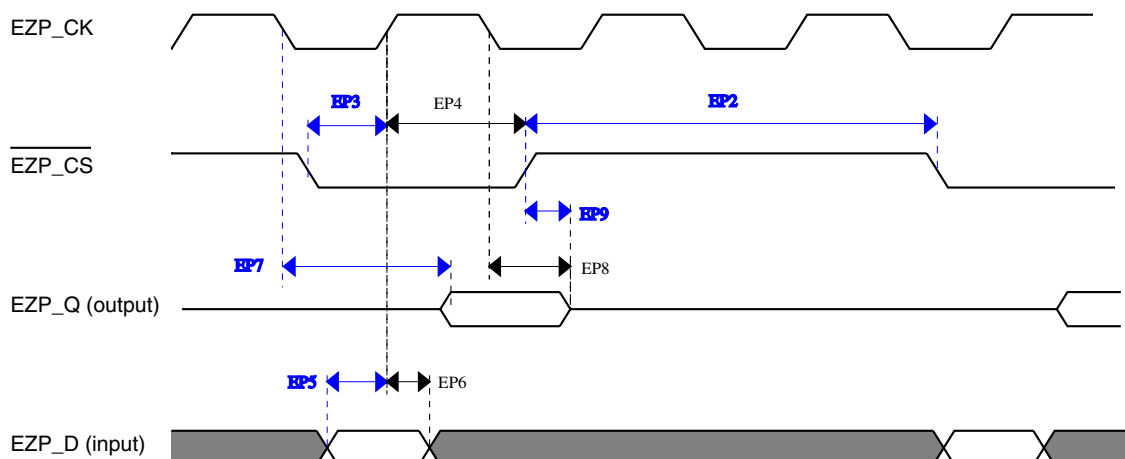 EZP_CK
EP3
EP4
EP2
EZP_CS
EP9
EP7
EP8
EZP_Q (output)
EP5
EP6
EZP_D (input)